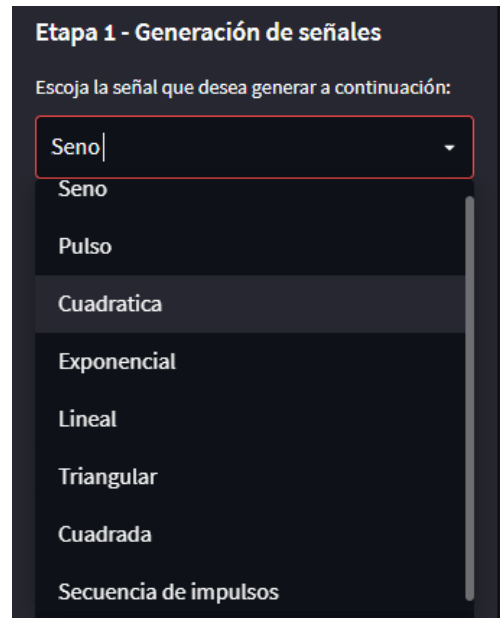 Etapa 1 - Generación de señales
Escoja la señal que desea generar a continuación:
Seno
Seno
Pulso
Cuadratica
Exponencial
Lineal
Triangular
Cuadrada
Secuencia de impulsos